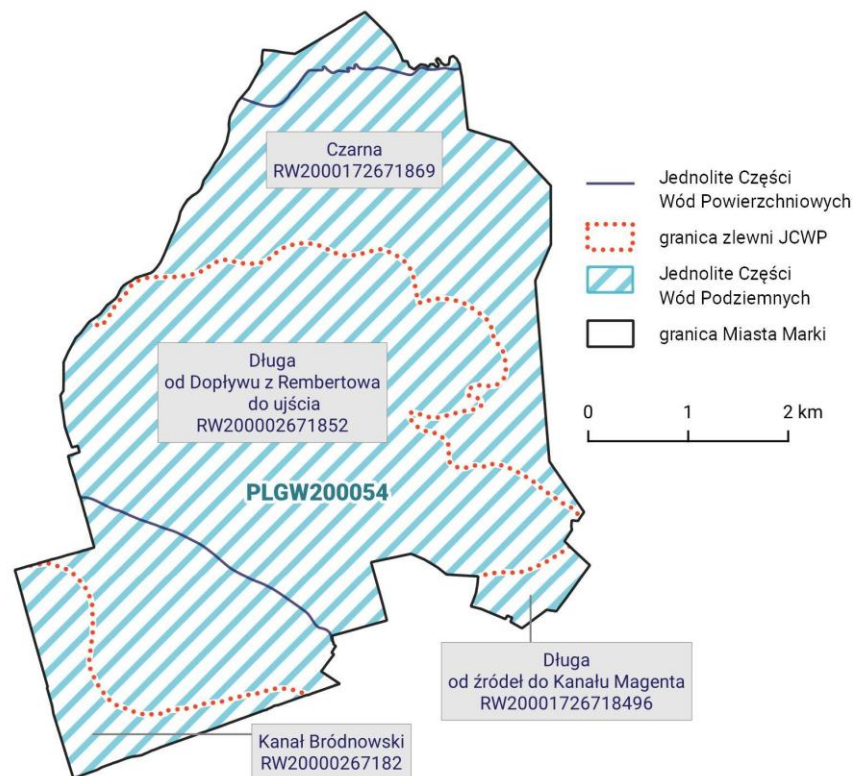 Czarna
RW2000172671869
Długa
od Dopływu z Rembertowa
do ujścia
RW200002671852
PLGW200054
Długa
od źródeł do Kanału Magenta
RW20001726718496
Kanał Bródnowski
RW20000267182
Jednolite Części
Wód Powierzchniowych
granica zlewni JCWP
Jednolite Części
Wód Podziemnych
granica Miasta Marki
0 1 2 km